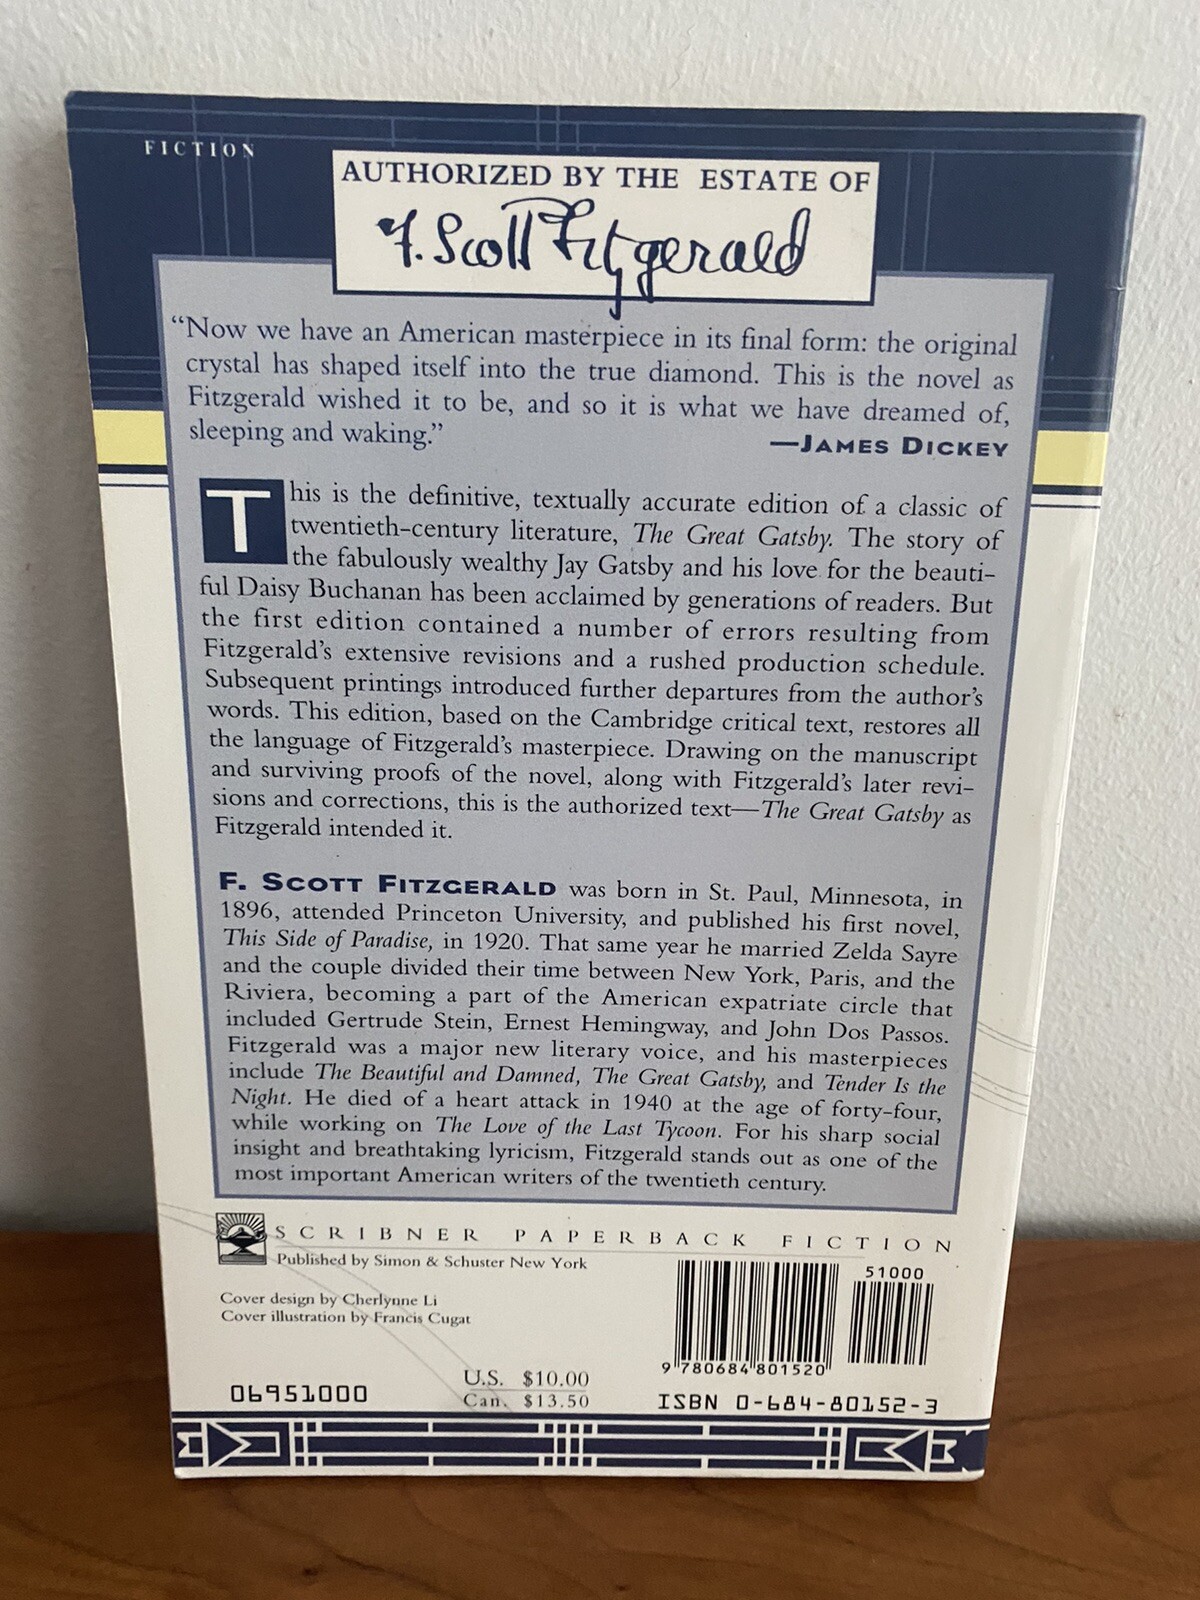 FICTION
AUTHORIZED BY THE ESTATE OF
F. Scott Fitzgerald
“Now we have an American masterpiece in its final form: the original
crystal has shaped itself into the true diamond. This is the novel as
Fitzgerald wished it to be, and so it is what we have dreamed of,
sleeping and waking.”
—JAMES DICKEY
This is the definitive, textually accurate edition of a classic of
twentieth-century literature, The Great Gatsby. The story of
the fabulously wealthy Jay Gatsby and his love for the beauti-
ful Daisy Buchanan has been acclaimed by generations of readers. But
the first edition contained a number of errors resulting from
Fitzgerald’s extensive revisions and a rushed production schedule.
Subsequent printings introduced further departures from the author’s
words. This edition, based on the Cambridge critical text, restores all
the language of Fitzgerald’s masterpiece. Drawing on the manuscript
and surviving proofs of the novel, along with Fitzgerald’s later revi-
sions and corrections, this is the authorized text—The Great Gatsby as
Fitzgerald intended it.
F. SCOTT FITZGERALD was born in St. Paul, Minnesota, in
1896, attended Princeton University, and published his first novel,
This Side of Paradise, in 1920. That same year he married Zelda Sayre
and the couple divided their time between New York, Paris, and the
Riviera, becoming a part of the American expatriate circle that
included Gertrude Stein, Ernest Hemingway, and John Dos Passos.
Fitzgerald was a major new literary voice, and his masterpieces
include The Beautiful and Damned, The Great Gatsby, and Tender Is the
Night. He died of a heart attack in 1940 at the age of forty-four,
while working on The Love of the Last Tycoon. For his sharp social
insight and breathtaking lyricism, Fitzgerald stands out as one of the
most important American writers of the twentieth century.
SCRIBNER PAPERBACK FICTION
Published by Simon & Schuster New York
Cover design by Cherlynne Li
Cover illustration by Francis Cugat
51000
9 780684 801520
U.S. $10.00
Can. $13.50
06951000
ISBN 0-684-80152-3